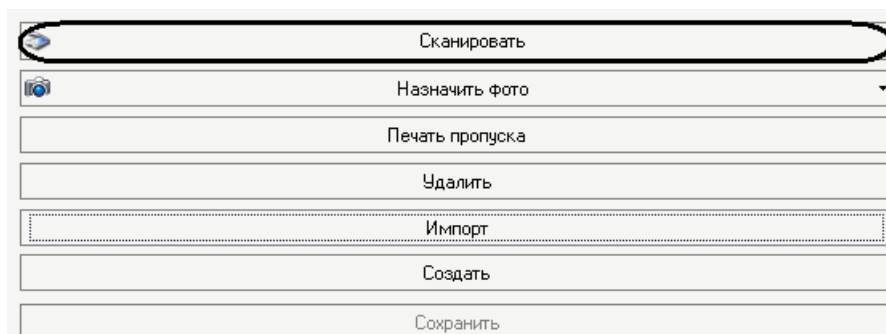 Сканировать
Назначить фото
Печать пропуска
Удалить
Импорт
Создать
Сохранить